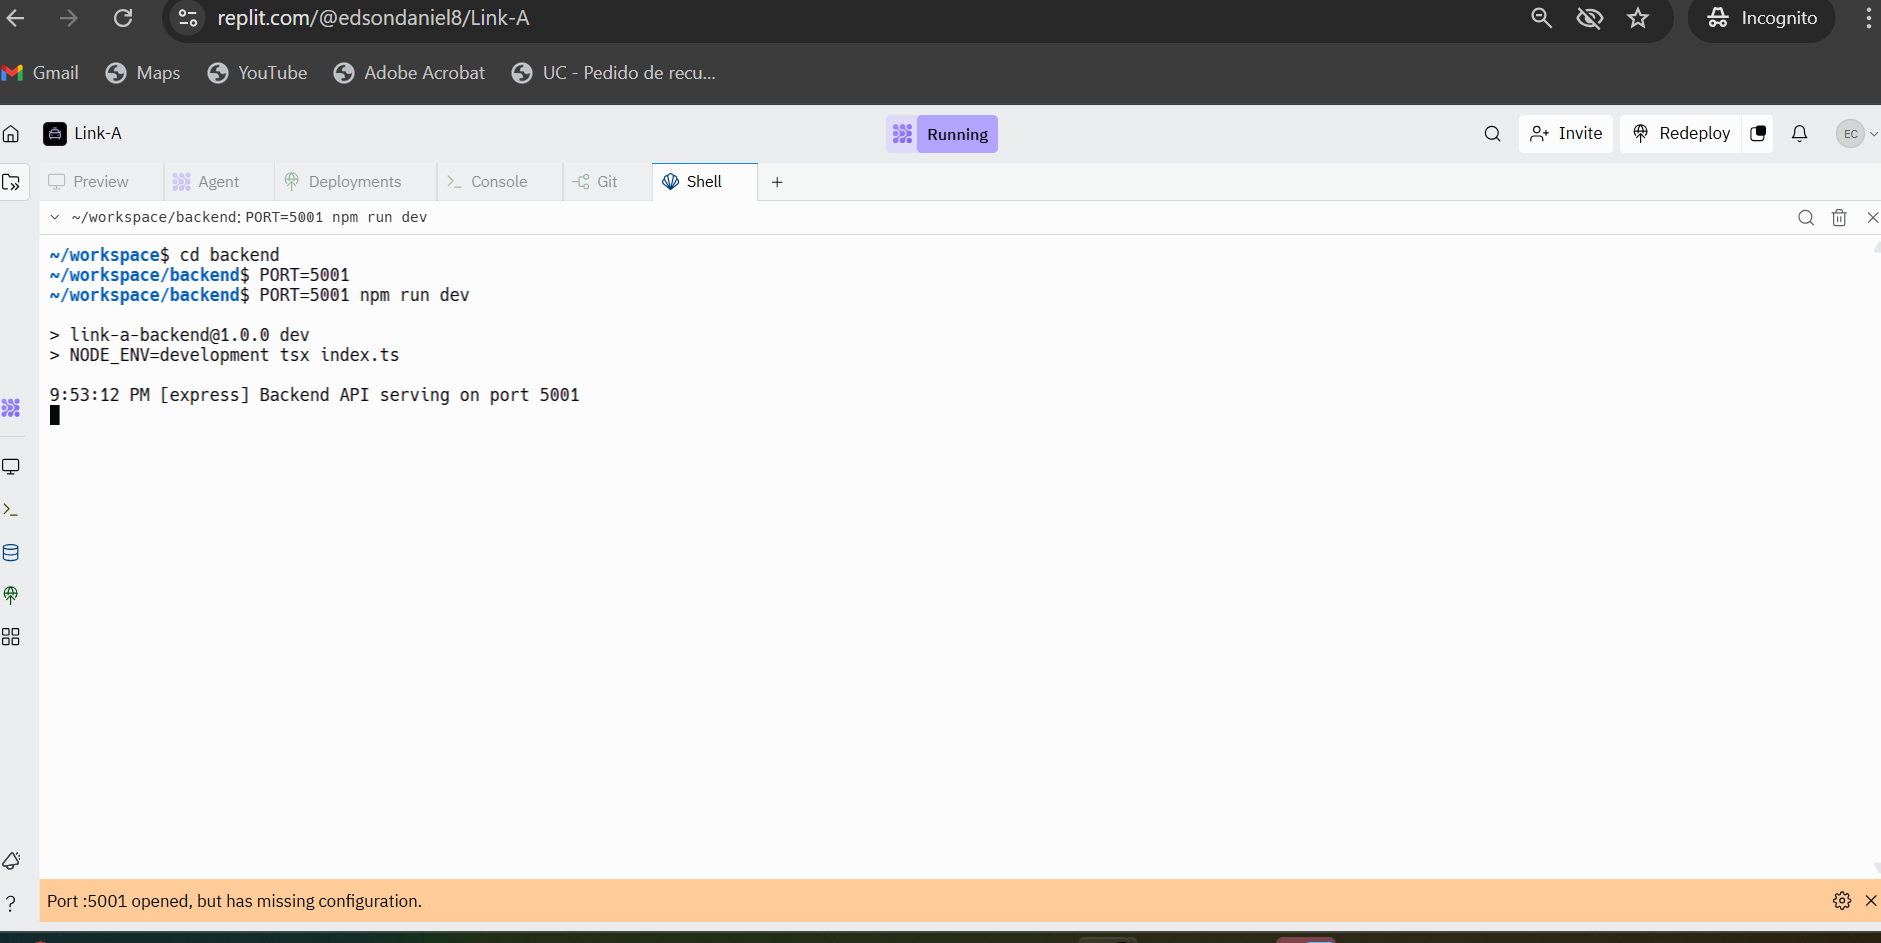 replit.com/@edsondaniel8/Link-A
Incognito
Gmail
Maps
YouTube
Adobe Acrobat
UC - Pedido de recu...
Link-A
Running
Invite
Redeploy
EC
Preview
Agent
Deployments
Console
Git
Shell
~/workspace/backend: PORT=5001 npm run dev
~/workspace$ cd backend
~/workspace/backend$ PORT=5001
~/workspace/backend$ PORT=5001 npm run dev
> link-a-backend@1.0.0 dev
> NODE_ENV=development tsx index.ts
9:53:12 PM [express] Backend API serving on port 5001
Port :5001 opened, but has missing configuration.